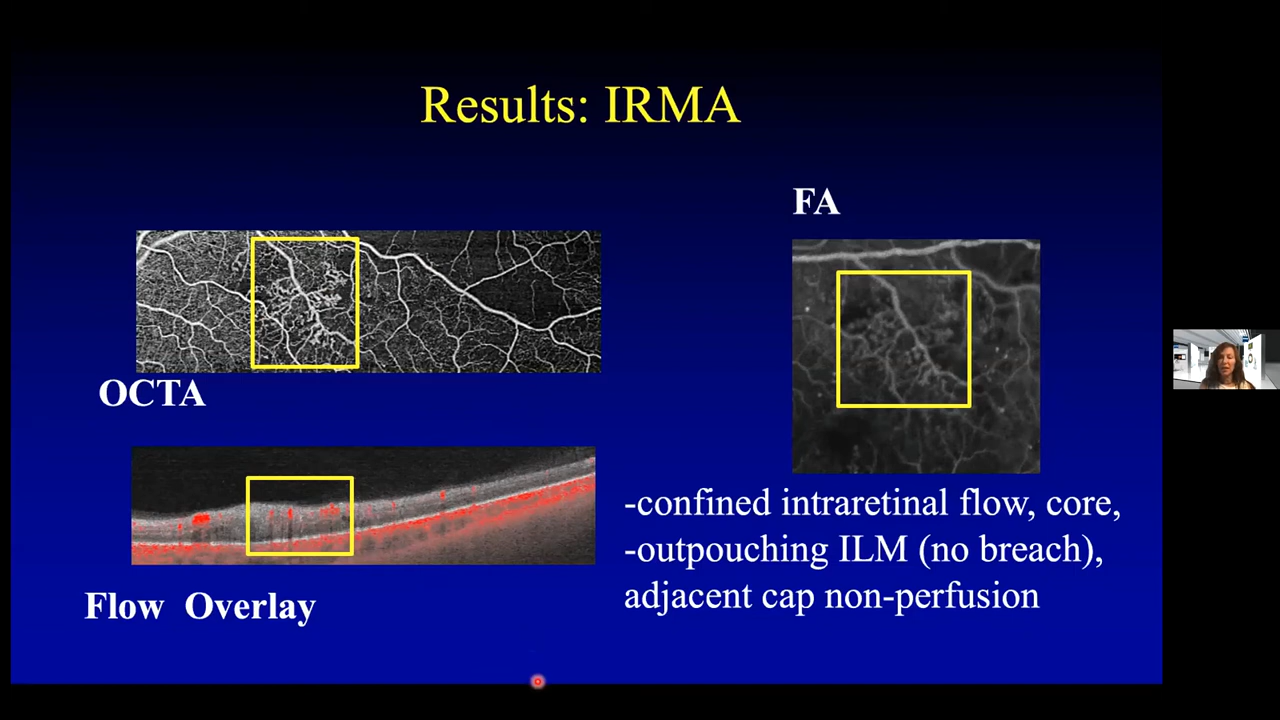 Results: IRMA
FA
OCTA
-confined intraretinal flow, core,
-outpouching ILM (no breach),
adjacent cap non-perfusion
Flow Overlay